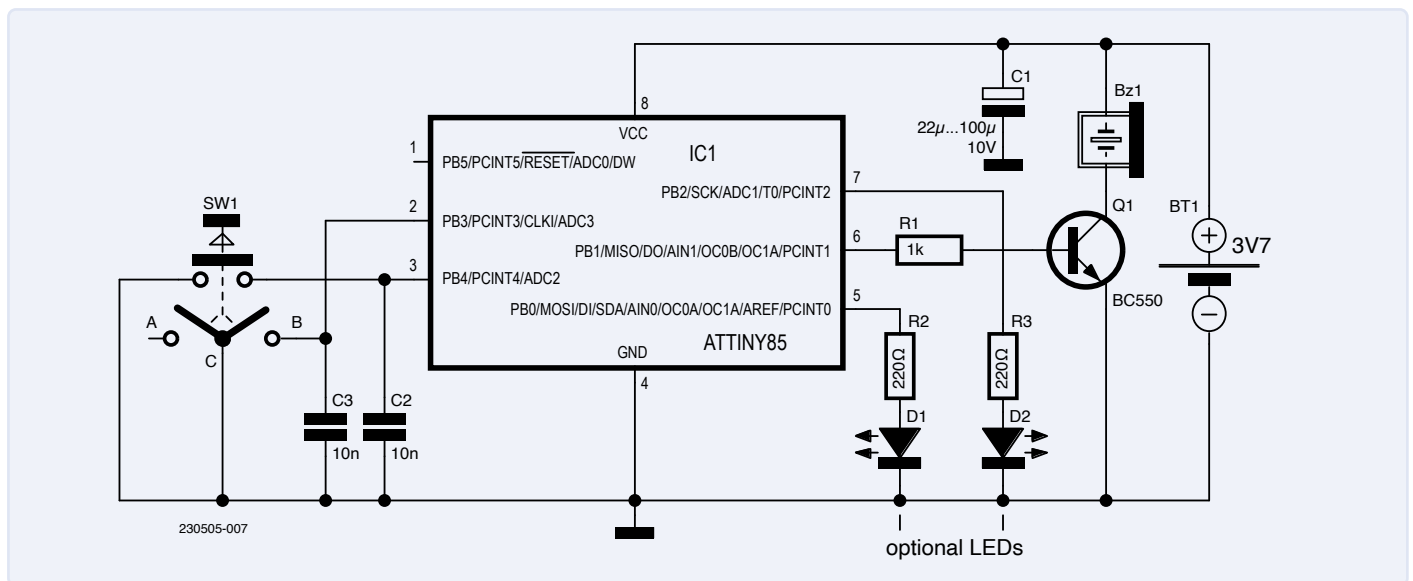 8
VCC
IC1
1
PB5/PCINT5/RESET/ADC0/DW
C1
22µ...100µ
10V
Bz1
7
PB2/SCK/ADC1/T0/PCINT2
SW1
2
PB3/PCINT3/CLKI/ADC3
Q1
BT1
R1
1k
6
PB1/MISO/DO/AIN1/OC0B/OC1A/PCINT1
3V7
3
PB4/PCINT4/ADC2
BC550
5
PB0/MOSI/DI/SDA/AIN0/OC0A/OC1A/AREF/PCINT0
A
B
C
R2
R3
ATTINY85
GND
4
220Ω
220Ω
C3
C2
D1
D2
10n
10n
230505-007
optional LEDs